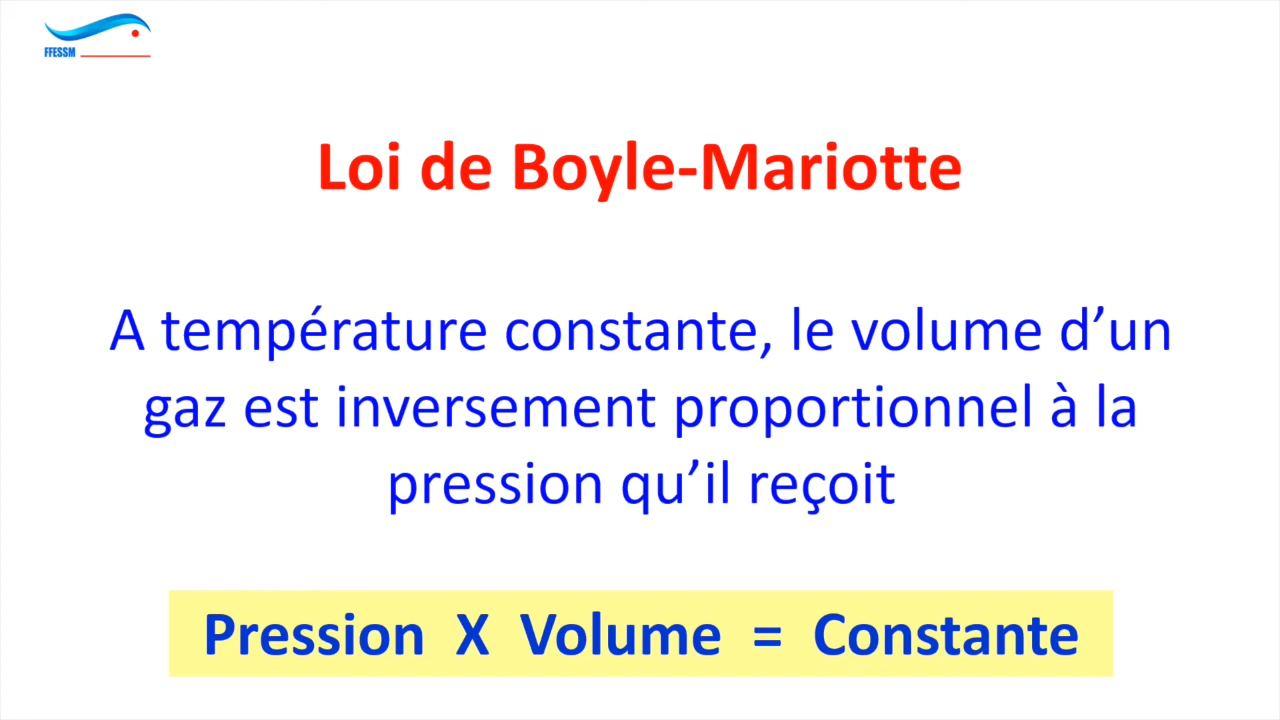 FFESSM
Loi de Boyle-Mariotte
A température constante, le volume d’un
gaz est inversement proportionnel à la
pression qu’il reçoit
Pression X Volume = Constante